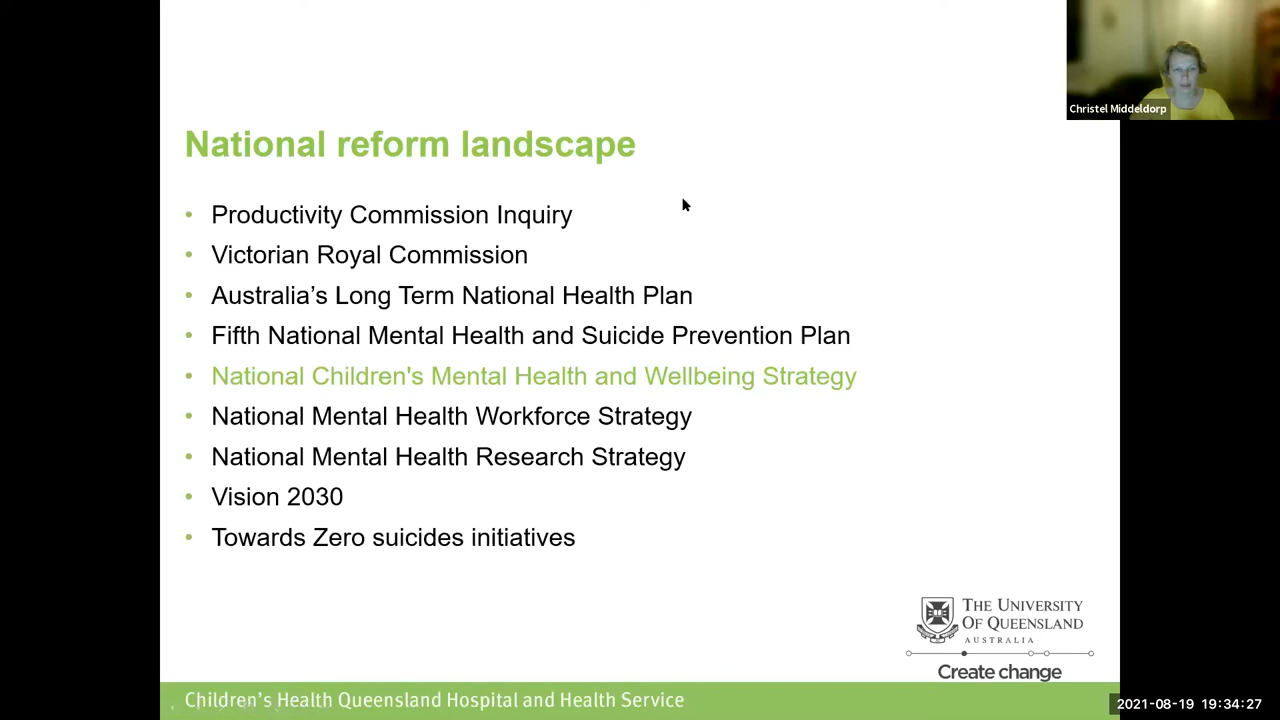 Christel Middeldorp
National reform landscape
• Productivity Commission Inquiry
• Victorian Royal Commission
• Australia’s Long Term National Health Plan
• Fifth National Mental Health and Suicide Prevention Plan
• National Children's Mental Health and Wellbeing Strategy
• National Mental Health Workforce Strategy
• National Mental Health Research Strategy
• Vision 2030
• Towards Zero suicides initiatives
THE UNIVERSITY
OF QUEENSLAND
AUSTRALIA
Create change
Children’s Health Queensland Hospital and Health Service
2021-08-19 19:34:27